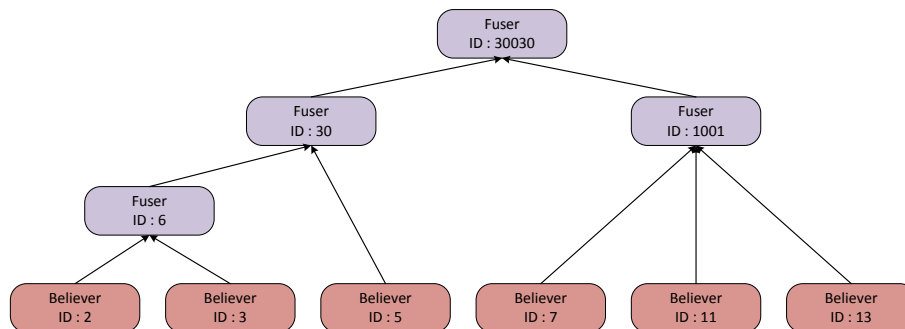 Fuser
ID : 30030
Fuser
ID : 30
Fuser
ID : 1001
Fuser
ID : 6
Believer
ID : 2
Believer
ID : 3
Believer
ID : 5
Believer
ID : 7
Believer
ID : 11
Believer
ID : 13